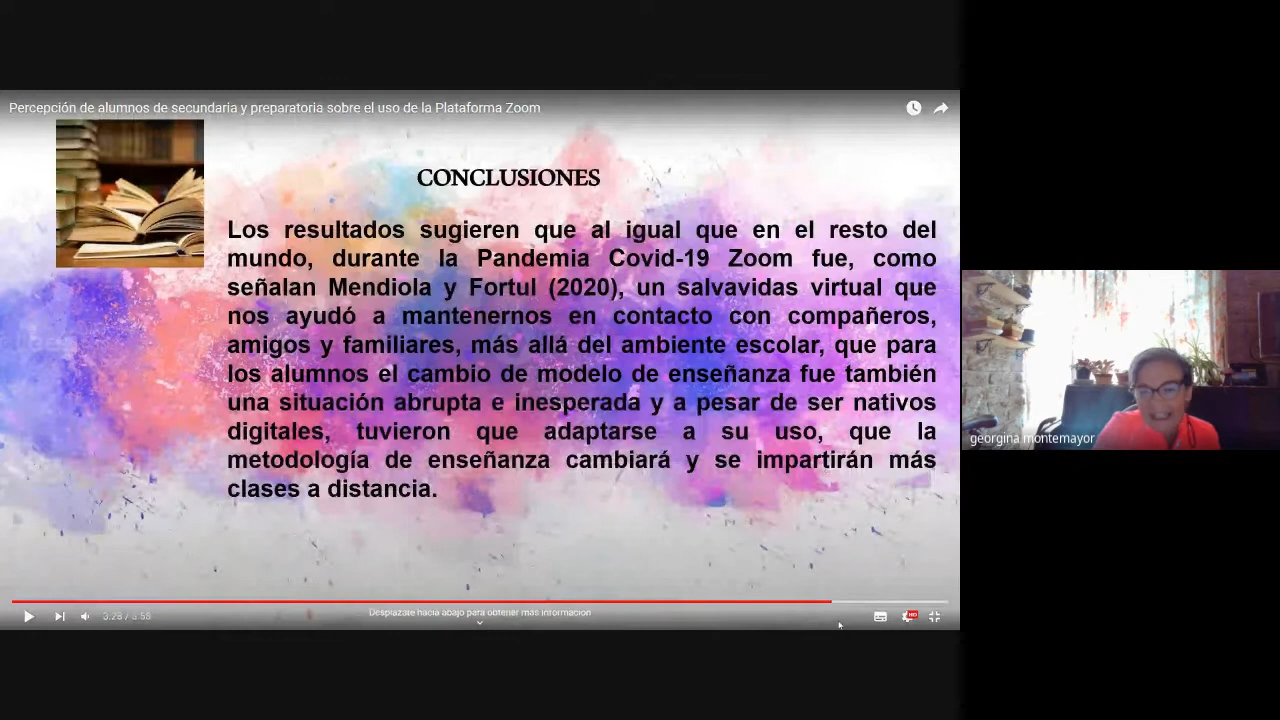 Percepción de alumnos de secundaria y preparatoria sobre el uso de la Plataforma Zoom
CONCLUSIONES
Los resultados sugieren que al igual que en el resto del
mundo, durante la Pandemia Covid-19 Zoom fue, como
señalan Mendiola y Fortul (2020), un salvavidas virtual que
nos ayudó a mantenernos en contacto con compañeros,
amigos y familiares, más allá del ambiente escolar, que para
los alumnos el cambio de modelo de enseñanza fue también
una situación abrupta e inesperada y a pesar de ser nativos
digitales, tuvieron que adaptarse a su uso, que la
metodología de enseñanza cambiará y se impartirán más
clases a distancia.
georgina montemayor
Desplázate hacia abajo para obtener más información
3:28 /
HD